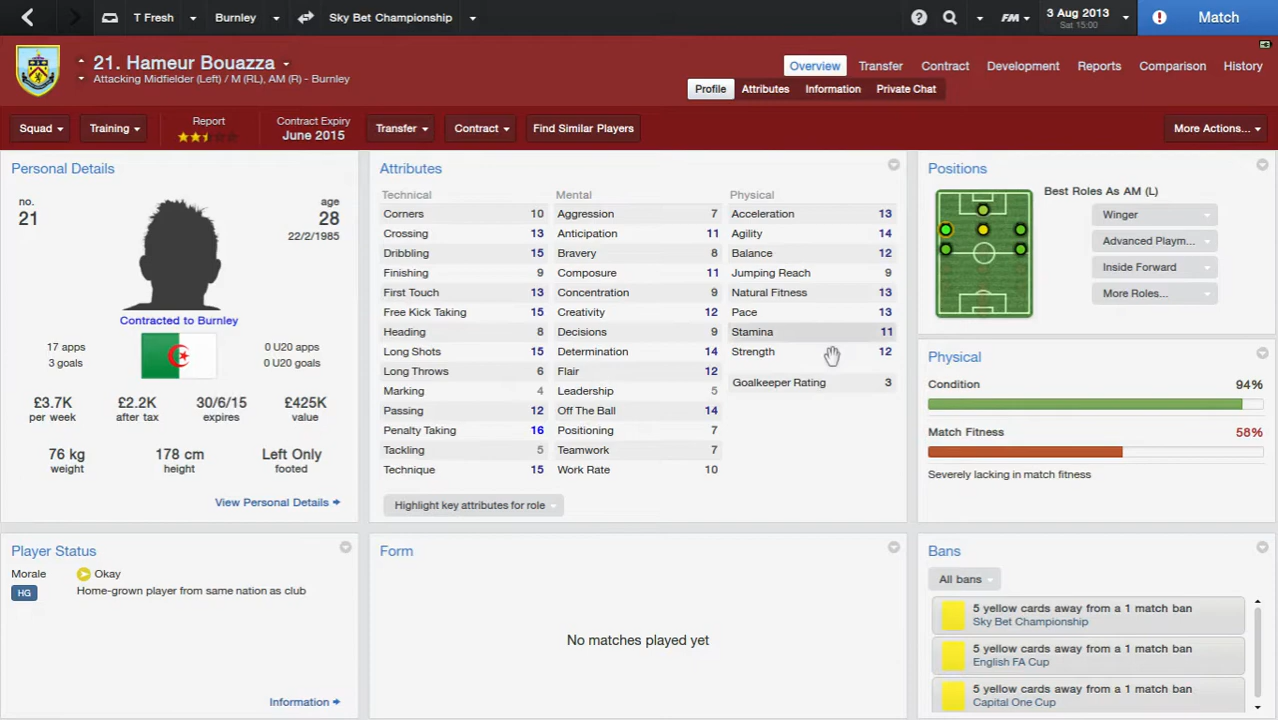 T Fresh Burnley Sky Bet Championship FM 3 Aug 2013 Match
Sat 15:00
21. Hameur Bouazza
Attacking Midfielder (Left) / M (RL), AM (R) - Burnley
Overview Transfer Contract Development Reports Comparison History
Profile Attributes Information Private Chat
Squad Training Report Contract Expiry June 2015 Transfer Contract Find Similar Players More Actions...
Personal Details
no.
21
age
28
22/2/1985
Contracted to Burnley
17 apps
3 goals
0 U20 apps
0 U20 goals
£3.7K per week
£2.2K after tax
30/6/15 expires
£425K value
76 kg weight
178 cm height
Left Only footed
View Personal Details
Attributes
Technical
Corners 10
Crossing 13
Dribbling 15
Finishing 9
First Touch 13
Free Kick Taking 15
Heading 8
Long Shots 15
Long Throws 6
Marking 4
Passing 12
Penalty Taking 16
Tackling 5
Technique 15
Mental
Aggression 7
Anticipation 11
Bravery 8
Composure 11
Concentration 9
Creativity 12
Decisions 9
Determination 14
Flair 12
Leadership 5
Off The Ball 14
Positioning 7
Teamwork 7
Work Rate 10
Physical
Acceleration 13
Agility 14
Balance 12
Jumping Reach 9
Natural Fitness 13
Pace 13
Stamina 11
Strength 12
Goalkeeper Rating 3
Highlight key attributes for role
Positions
Best Roles As AM (L)
Winger
Advanced Playm...
Inside Forward
More Roles...
Physical
Condition 94%
Match Fitness 58%
Severely lacking in match fitness
Player Status
Morale Okay
HG Home-grown player from same nation as club
Information
Form
No matches played yet
Bans
All bans
5 yellow cards away from a 1 match ban
Sky Bet Championship
5 yellow cards away from a 1 match ban
English FA Cup
5 yellow cards away from a 1 match ban
Capital One Cup